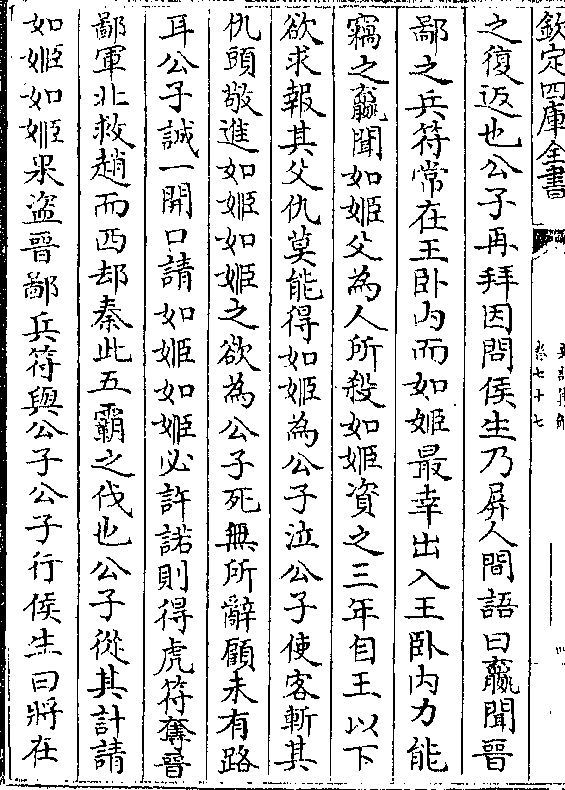 欽定四庫全書
卷七十七
之復返也公子再拜因問侯生乃屏人間語曰嬴聞晉
鄙之兵符常在王卧内而如姬最幸出入王卧内力能
竊之嬴聞如姬父為人所殺如姬資之三年自王以下
欲求報其父仇莫能得如姬為公子泣公子使客斬其
仇頭敬進如姬如姬之欲為公子死無所辭顧未有路
耳公子誠一開口請如姬如姬必許諾則得虎符奪晉
鄙軍北救趙而西却秦此五霸之伐也公子從其計請
如姬如姬果盜晉鄙兵符與公子公子行侯生曰將在